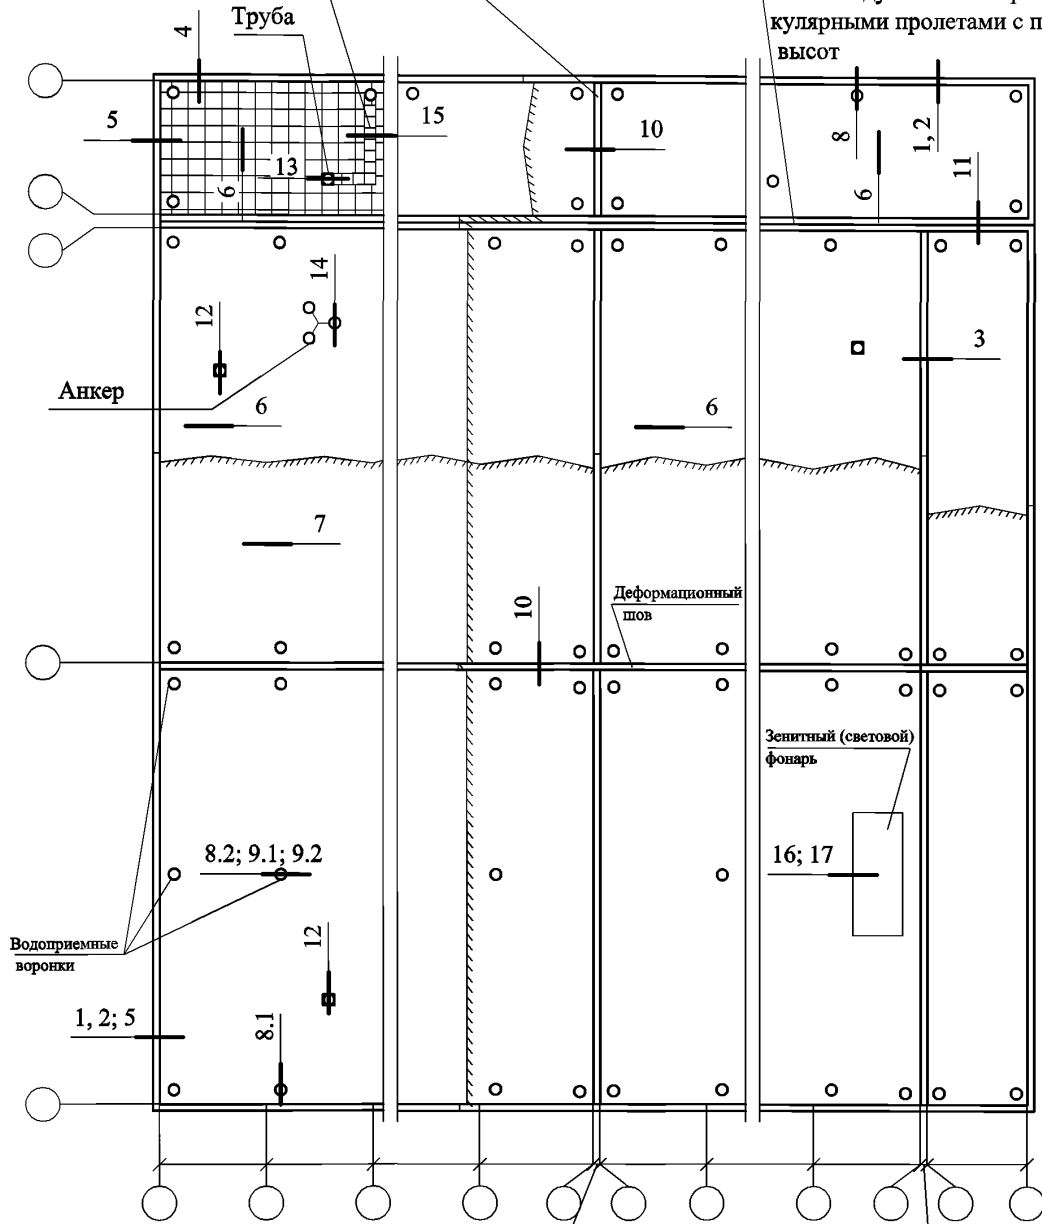 кулярными пролетами с п
высот
Труба
4
5
15
10
8
1, 2
13
6
6
11
14
12
3
Анкер
6
6
7
10
Деформационный
шов
Зенитный (световой)
фонарь
8.2; 9.1; 9.2
16; 17
Водоприемные
воронки
12
1, 2; 5
8.1